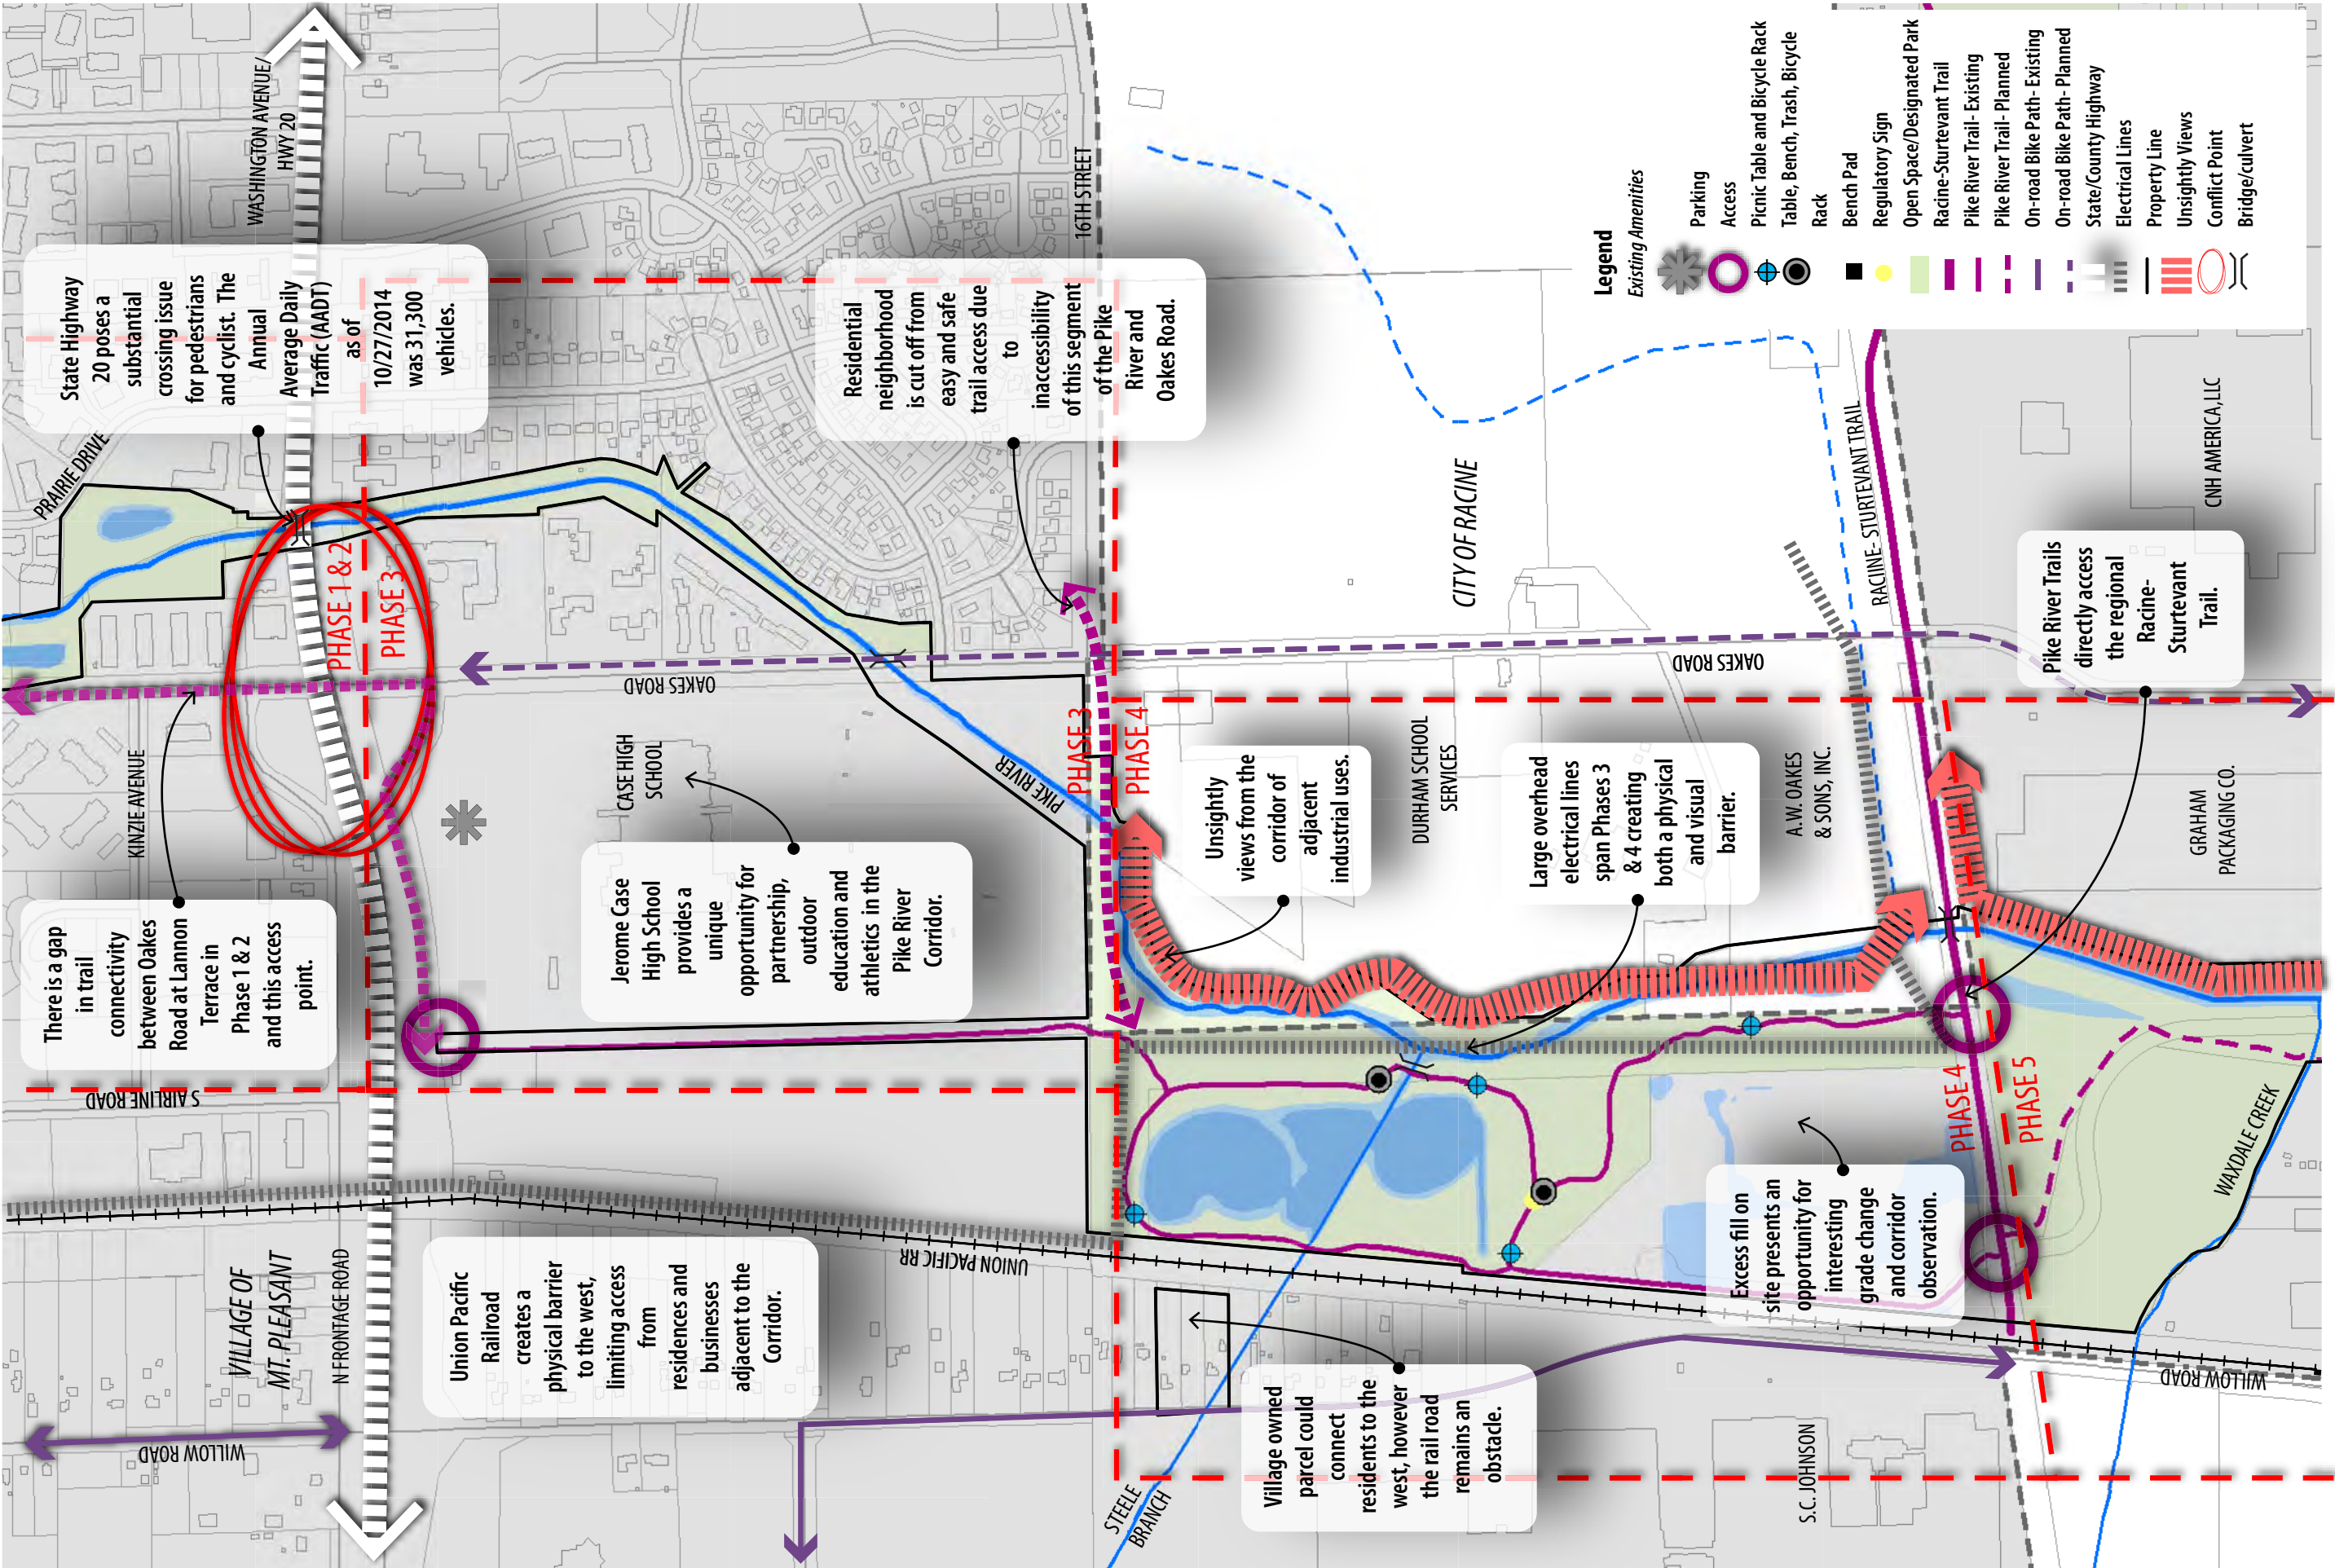 WASHINGTON AVENUE/
HWY 20
State Highway
20 poses a
substantial
crossing issue
for pedestrians
and cyclist. The
Annual
Average Daily
Traffic (AADT)
as of
10/27/2014
was 31,300
vehicles.
PRAIRIE DRIVE
PHASE 1 & 2
PHASE 3
KINZIE AVENUE
There is a gap
in trail
connectivity
between Oakes
Road at Lannon
Terrace in
Phase 1 & 2
and this access
point.
S AIRLINE ROAD
VILLAGE OF
MT. PLEASANT
N FRONTAGE ROAD
WILLOW ROAD
Union Pacific
Railroad
creates a
physical barrier
to the west,
limiting access
from
residences and
businesses
adjacent to the
Corridor.
UNION PACIFIC RR
CASE HIGH
SCHOOL
Jerome Case
High School
provides a
unique
opportunity for
partnership,
outdoor
education and
athletics in the
Pike River
Corridor.
OAKES ROAD
PIKE RIVER
16TH STREET
Residential
neighborhood
is cut off from
easy and safe
trail access due
to
inaccessibility
of this segment
of the Pike
River and
Oakes Road.
PHASE 3
PHASE 4
Unsightly
views from the
corridor of
adjacent
industrial uses.
DURHAM SCHOOL
SERVICES
CITY OF RACINE
OAKES ROAD
Large overhead
electrical lines
span Phases 3
& 4 creating
both a physical
and visual
barrier.
A.W. OAKES
& SONS, INC.
RACIINE- STURTEVANT TRAIL
CNH AMERICA,LLC
Pike River Trails
directly access
the regional
Racine-
Sturtevant
Trail.
GRAHAM
PACKAGING CO.
PHASE 4
PHASE 5
WAXDALE CREEK
Excess fill on
site presents an
opportunity for
interesting
grade change
and corridor
observation.
WILLOW ROAD
S.C. JOHNSON
Village owned
parcel could
connect
residents to the
west, however
the rail road
remains an
obstacle.
STEELE
BRANCH
Legend
Existing Amenities
Parking
Access
Picnic Table and Bicycle Rack
Table, Bench, Trash, Bicycle
Rack
Bench Pad
Regulatory Sign
Open Space/Designated Park
Racine-Sturtevant Trail
Pike River Trail- Existing
Pike River Trail- Planned
On-road Bike Path- Existing
On-road Bike Path- Planned
State/County Highway
Electrical Lines
Property Line
Unsightly Views
Conflict Point
Bridge/culvert